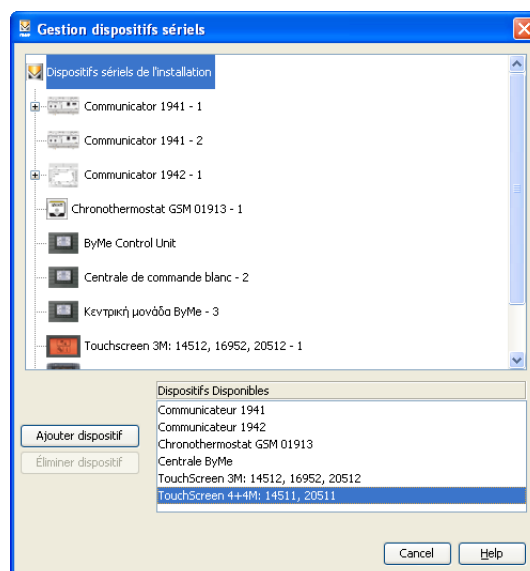 Gestion dispositifs sériels
Dispositifs sériels de l'installation
Communicator 1941 - 1
Communicator 1941 - 2
Communicator 1942 - 1
Chronothermostat GSM 01913 - 1
ByMe Control Unit
Centrale de commande blanc - 2
Κεντρική μονάδα ByMe - 3
Touchscreen 3M: 14512, 16952, 20512 - 1
Dispositifs Disponibles
Communicateur 1941
Communicateur 1942
Chronothermostat GSM 01913
Centrale ByMe
TouchScreen 3M: 14512, 16952, 20512
TouchScreen 4+4M: 14511, 20511
Ajouter dispositif
Éliminer dispositif
Cancel
Help